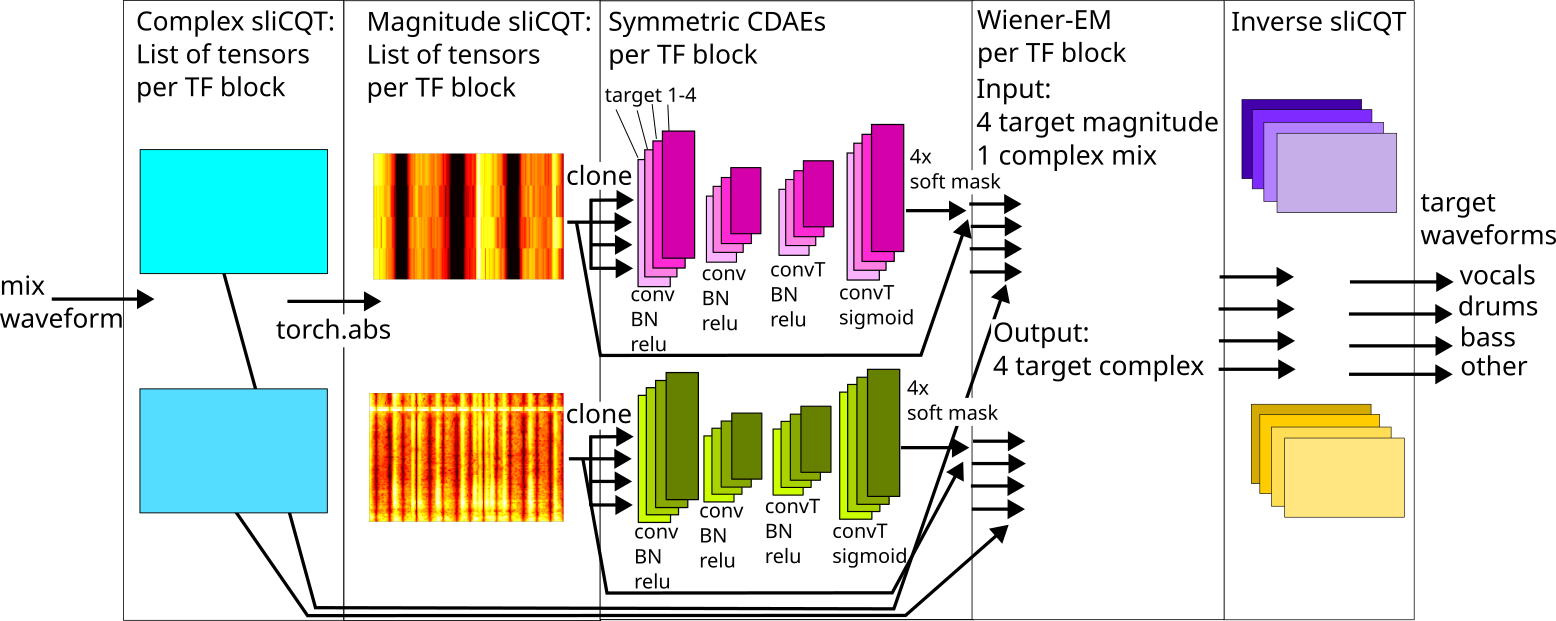 Complex sliCQT:
List of tensors
per TF block
Magnitude sliCQT:
List of tensors
per TF block
Symmetric CDAEs
per TF block
Wiener-EM
per TF block
Input:
4 target magnitude
1 complex mix
Inverse sliCQT
target 1-4
clone
4x
soft mask
conv
BN
relu
conv
BN
relu
convT
BN
relu
convT
sigmoid
mix
waveform
torch.abs
Output:
4 target complex
target
waveforms
vocals
drums
bass
other
clone
4x
soft mask
conv
BN
relu
conv
BN
relu
convT
BN
relu
convT
sigmoid